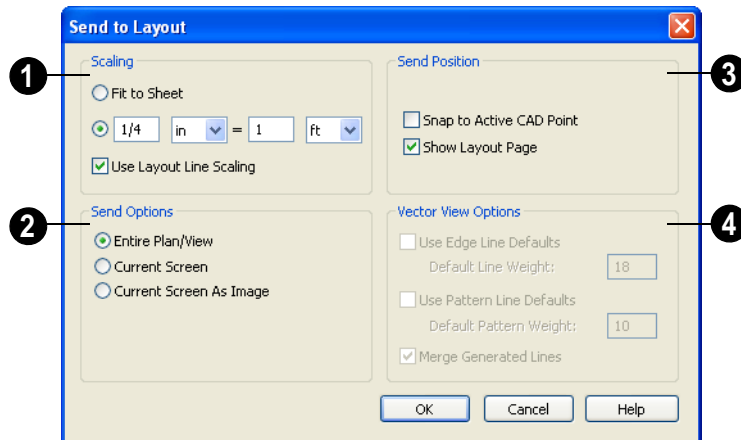 Send to Layout
1
Scaling
Fit to Sheet
1/4 in = 1 ft
Use Layout Line Scaling
3
Send Position
Snap to Active CAD Point
Show Layout Page
2
Send Options
Entire Plan/View
Current Screen
Current Screen As Image
4
Vector View Options
Use Edge Line Defaults
Default Line Weight: 18
Use Pattern Line Defaults
Default Pattern Weight: 10
Merge Generated Lines
OK Cancel Help